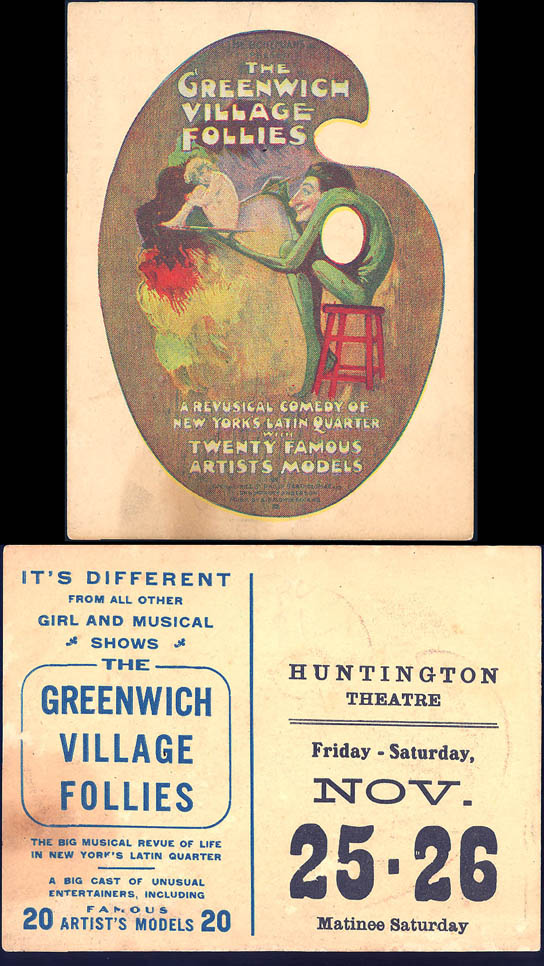 THE
GREENWICH
VILLAGE
FOLLIES
A REVUSICAL COMEDY OF
NEW YORK'S LATIN QUARTER
WITH
TWENTY FAMOUS
ARTIST'S MODELS
IT'S DIFFERENT
FROM ALL OTHER
GIRL AND MUSICAL
SHOWS
THE
GREENWICH
VILLAGE
FOLLIES
THE BIG MUSICAL REVUE OF LIFE
IN NEW YORK'S LATIN QUARTER
A BIG CAST OF UNUSUAL
ENTERTAINERS, INCLUDING
FAMOUS
20 ARTIST'S MODELS 20
HUNTINGTON
THEATRE
Friday - Saturday,
NOV.
25-26
Matinee Saturday